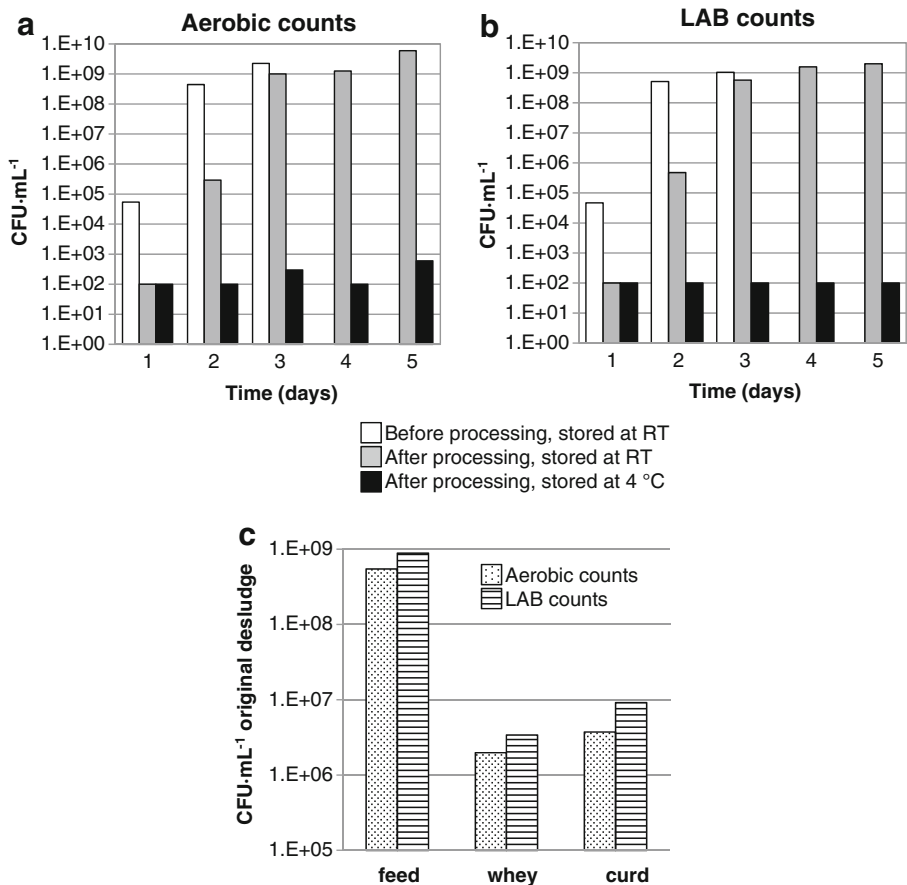 a
Aerobic counts
1.E+10
1.E+09
1.E+08
1.E+07
1.E+06
1.E+05
1.E+04
1.E+03
1.E+02
1.E+01
1.E+00
CFU·mL-1
1 2 3 4 5
Time (days)
b
LAB counts
1.E+10
1.E+09
1.E+08
1.E+07
1.E+06
1.E+05
1.E+04
1.E+03
1.E+02
1.E+01
1.E+00
CFU·mL-1
1 2 3 4 5
Time (days)
Before processing, stored at RT
After processing, stored at RT
After processing, stored at 4 °C
c
1.E+09
1.E+08
1.E+07
1.E+06
1.E+05
CFU·mL-1 original desludge
Aerobic counts
LAB counts
feed whey curd